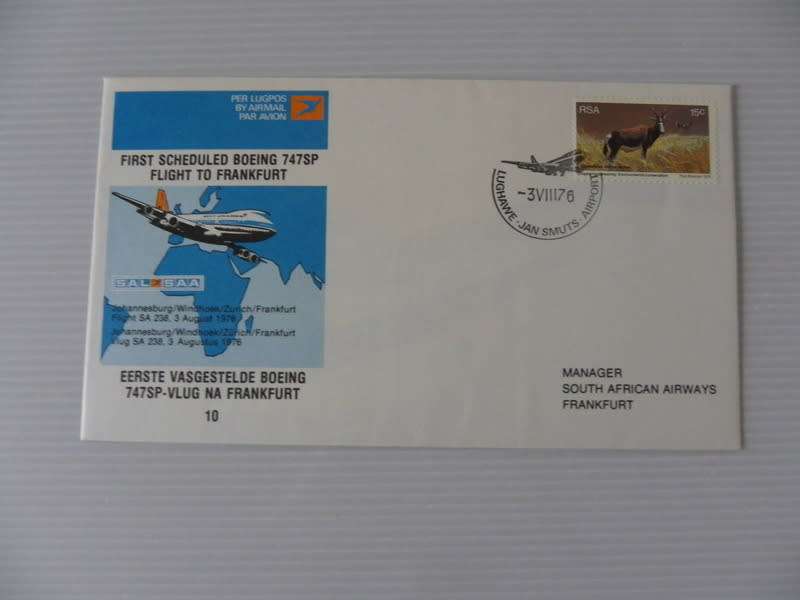 PER LUGPOS
BY AIRMAIL
PAR AVION
FIRST SCHEDULED BOEING 747SP
FLIGHT TO FRANKFURT
SAL SAA
Johannesburg/Windhoek/Zurich/Frankfurt
Flight SA 238, 3 August 1976
Johannesburg/Windhoek/Zürich/Frankfurt
Vlug SA 238, 3 Augustus 1976
EERSTE VASGESTELDE BOEING
747SP-VLUG NA FRANKFURT
10
RSA
15c
-3VIII76
LUGHAWE · JAN SMUTS · AIRPORT
MANAGER
SOUTH AFRICAN AIRWAYS
FRANKFURT